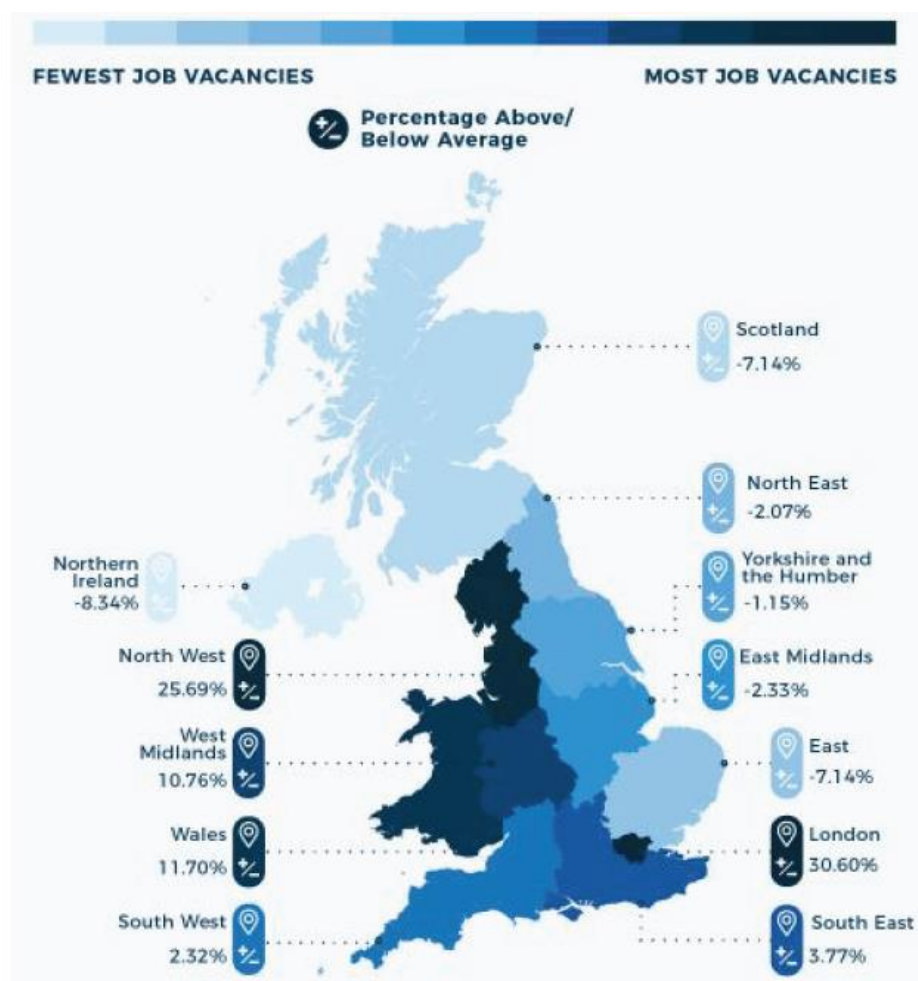 FEWEST JOB VACANCIES
MOST JOB VACANCIES
+/- Percentage Above/
Below Average
Scotland
+/- -7.14%
North East
+/- -2.07%
Northern
Ireland
-8.34% +/-
Yorkshire and
the Humber
+/- -1.15%
North West
25.69% +/-
East Midlands
+/- -2.33%
West
Midlands
10.76% +/-
East
+/- -7.14%
Wales
11.70% +/-
London
+/- 30.60%
South West
2.32% +/-
South East
+/- 3.77%